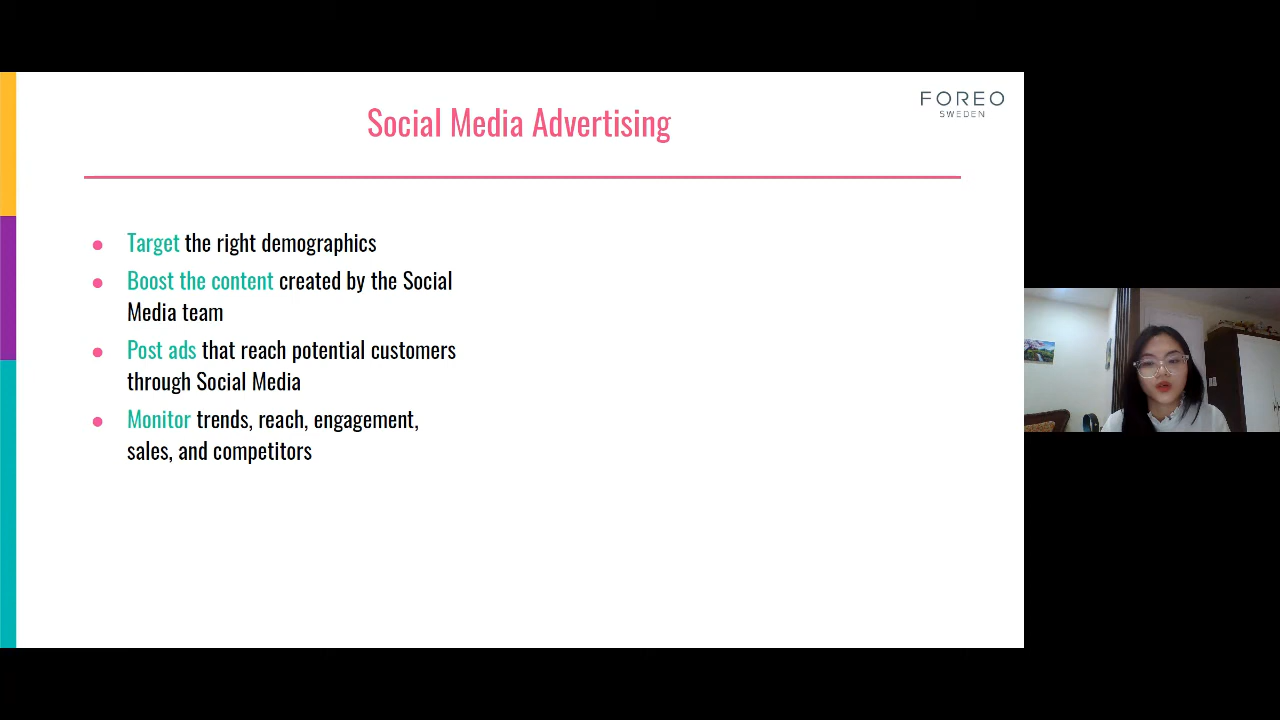 FOREO
SWEDEN
Social Media Advertising
Target the right demographics
Boost the content created by the Social
Media team
Post ads that reach potential customers
through Social Media
Monitor trends, reach, engagement,
sales, and competitors